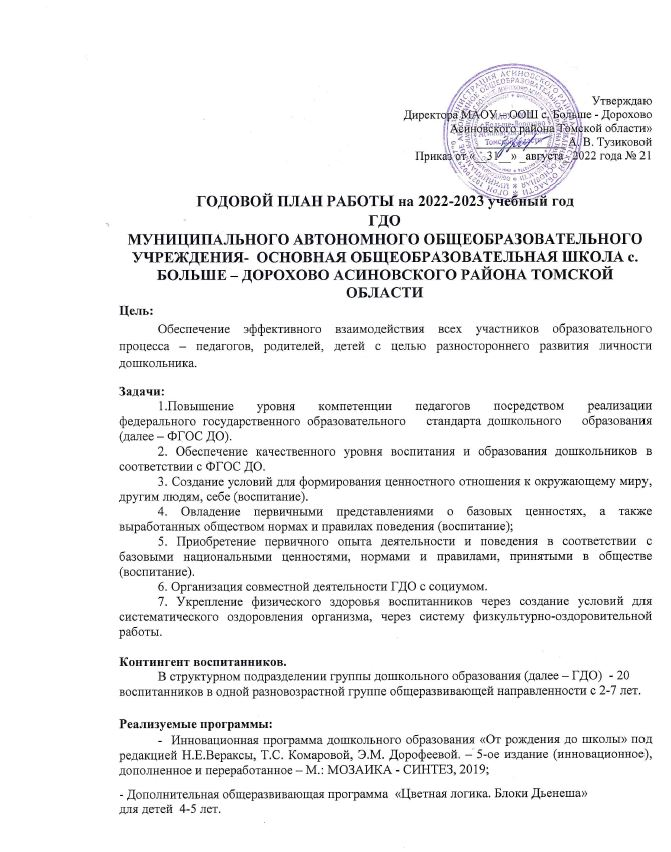 Утверждаю
Директора МАОУ – ООШ с. Больше - Дорохово
Асиновского района Томской области»
А. В. Тузиковой
Приказ от «__31__» _августа_ 2022 года № 21
ГОДОВОЙ ПЛАН РАБОТЫ на 2022-2023 учебный год
ГДО
МУНИЦИПАЛЬНОГО АВТОНОМНОГО ОБЩЕОБРАЗОВАТЕЛЬНОГО
УЧРЕЖДЕНИЯ- ОСНОВНАЯ ОБЩЕОБРАЗОВАТЕЛЬНАЯ ШКОЛА с.
БОЛЬШЕ – ДОРОХОВО АСИНОВСКОГО РАЙОНА ТОМСКОЙ
ОБЛАСТИ
Цель:
Обеспечение эффективного взаимодействия всех участников образовательного
процесса – педагогов, родителей, детей с целью разностороннего развития личности
дошкольника.
Задачи:
1.Повышение уровня компетенции педагогов посредством реализации
федерального государственного образовательного стандарта дошкольного образования
(далее – ФГОС ДО).
2. Обеспечение качественного уровня воспитания и образования дошкольников в
соответствии с ФГОС ДО.
3. Создание условий для формирования ценностного отношения к окружающему миру,
другим людям, себе (воспитание).
4. Овладение первичными представлениями о базовых ценностях, а также
выработанных обществом нормах и правилах поведения (воспитание);
5. Приобретение первичного опыта деятельности и поведения в соответствии с
базовыми национальными ценностями, нормами и правилами, принятыми в обществе
(воспитание).
6. Организация совместной деятельности ГДО с социумом.
7. Укрепление физического здоровья воспитанников через создание условий для
систематического оздоровления организма, через систему физкультурно-оздоровительной
работы.
Контингент воспитанников.
В структурном подразделении группы дошкольного образования (далее – ГДО) - 20
воспитанников в одной разновозрастной группе общеразвивающей направленности с 2-7 лет.
Реализуемые программы:
- Инновационная программа дошкольного образования «От рождения до школы» под
редакцией Н.Е.Вераксы, Т.С. Комаровой, Э.М. Дорофеевой. – 5-ое издание (инновационное),
дополненное и переработанное – М.: МОЗАИКА - СИНТЕЗ, 2019;
- Дополнительная общеразвивающая программа «Цветная логика. Блоки Дьенеша»
для детей 4-5 лет.